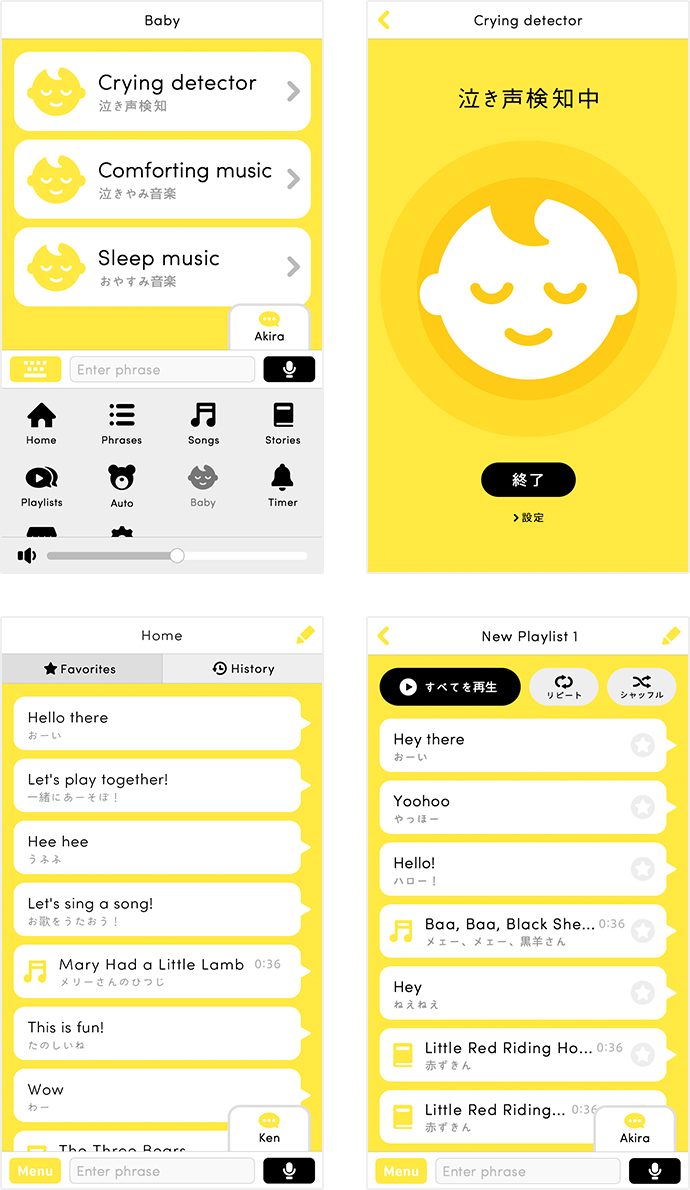 Baby
Crying detector
泣き声検知
Comforting music
泣きやみ音楽
Sleep music
おやすみ音楽
Akira
Enter phrase
Home
Phrases
Songs
Stories
Playlists
Auto
Baby
Timer
Crying detector
泣き声検知中
終了
設定
Home
Favorites
History
Hello there
おーい
Let's play together!
一緒にあーそぼ！
Hee hee
うふふ
Let's sing a song!
お歌をうたおう！
Mary Had a Little Lamb 0:36
メリーさんのひつじ
This is fun!
たのしいね
Wow
わー
The Three Bears
Ken
Menu
Enter phrase
New Playlist 1
すべてを再生
リピート
シャッフル
Hey there
おーい
Yoohoo
やっほー
Hello!
ハロー！
Baa, Baa, Black She... 0:36
メェー、メェー、黒羊さん
Hey
ねえねえ
Little Red Riding Ho... 0:36
赤ずきん
Little Red Riding... 0:36
赤ずきん
Akira
Menu
Enter phrase